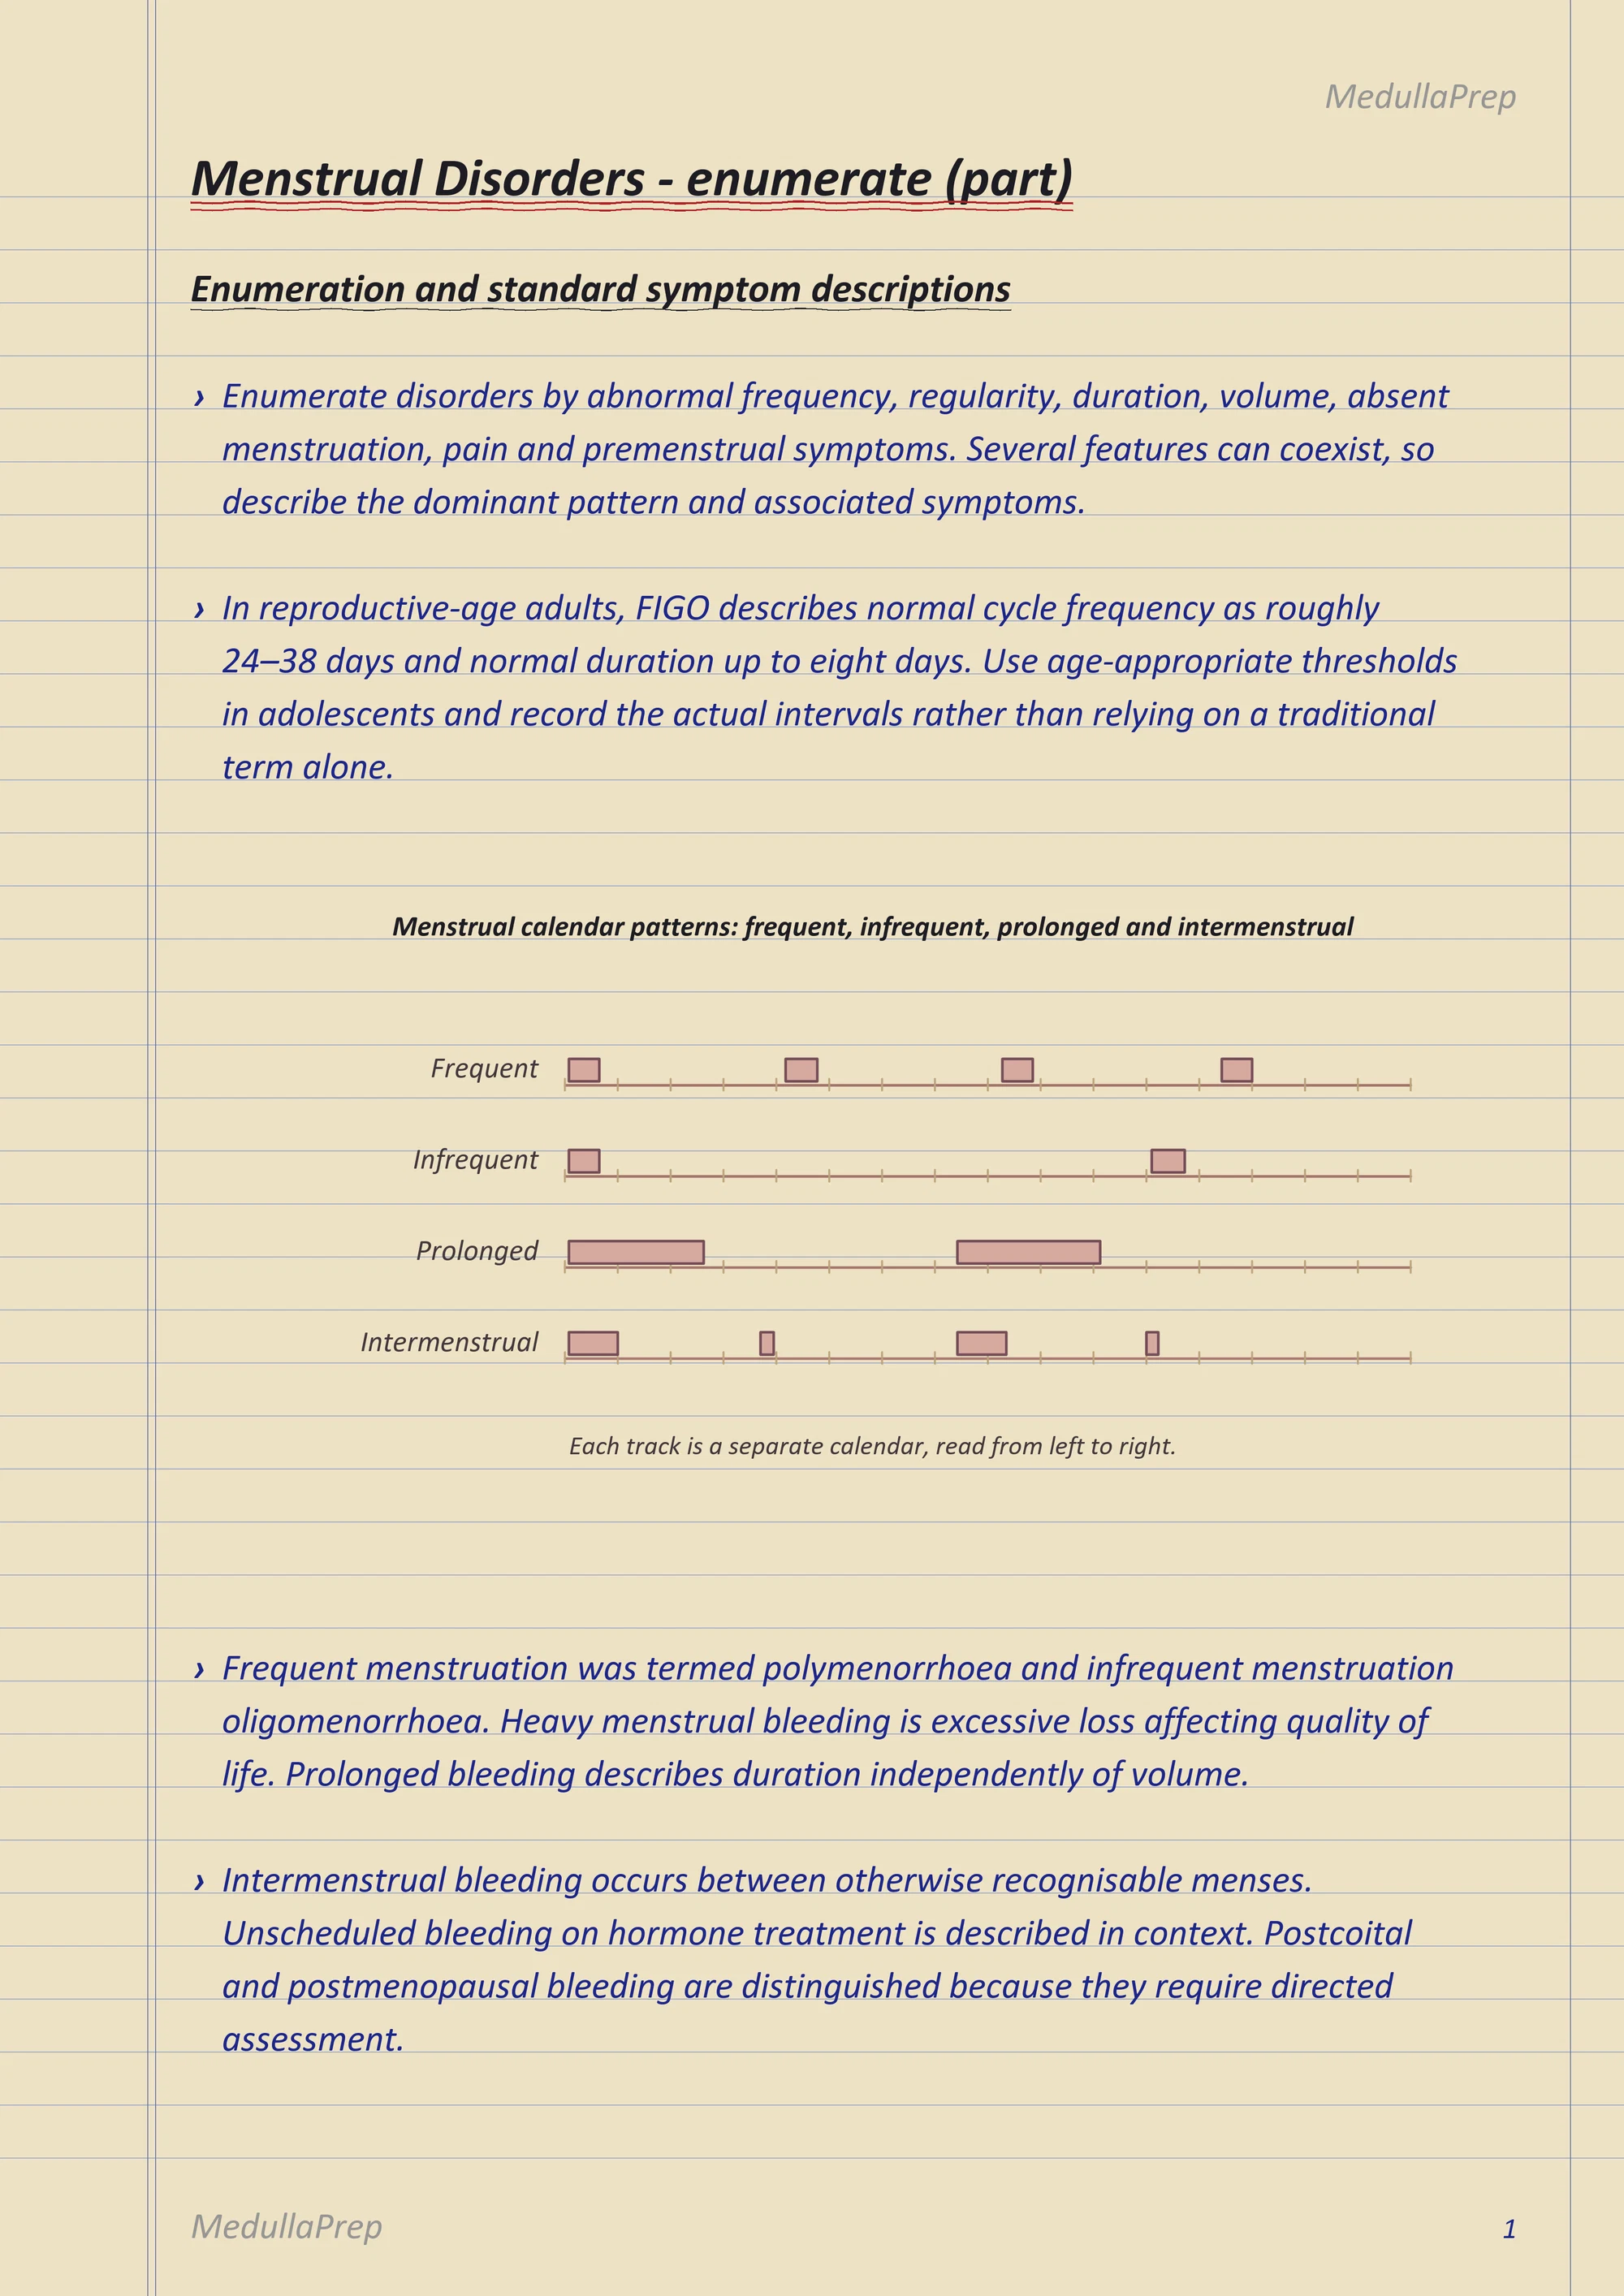 MedullaPrep
Menstrual Disorders - enumerate (part)
Enumeration and standard symptom descriptions
› Enumerate disorders by abnormal frequency, regularity, duration, volume, absent
menstruation, pain and premenstrual symptoms. Several features can coexist, so
describe the dominant pattern and associated symptoms.
› In reproductive-age adults, FIGO describes normal cycle frequency as roughly
24–38 days and normal duration up to eight days. Use age-appropriate thresholds
in adolescents and record the actual intervals rather than relying on a traditional
term alone.
Menstrual calendar patterns: frequent, infrequent, prolonged and intermenstrual
Frequent
Infrequent
Prolonged
Intermenstrual
Each track is a separate calendar, read from left to right.
› Frequent menstruation was termed polymenorrhoea and infrequent menstruation
oligomenorrhoea. Heavy menstrual bleeding is excessive loss affecting quality of
life. Prolonged bleeding describes duration independently of volume.
› Intermenstrual bleeding occurs between otherwise recognisable menses.
Unscheduled bleeding on hormone treatment is described in context. Postcoital
and postmenopausal bleeding are distinguished because they require directed
assessment.
MedullaPrep
1